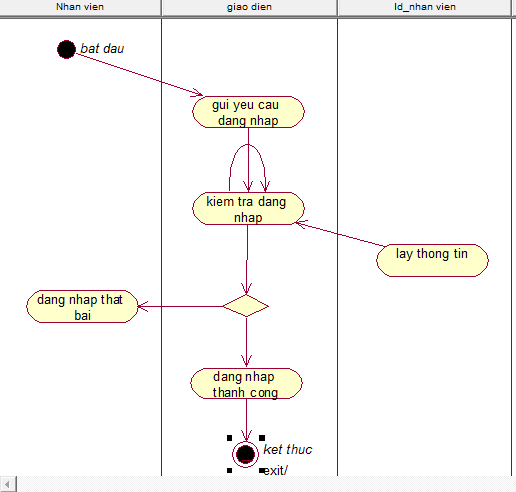 Nhan vien
giao dien
Id_nhan vien
bat dau
gui yeu cau
dang nhap
kiem tra dang
nhap
lay thong tin
dang nhap that
bai
dang nhap
thanh cong
ket thuc
exit/